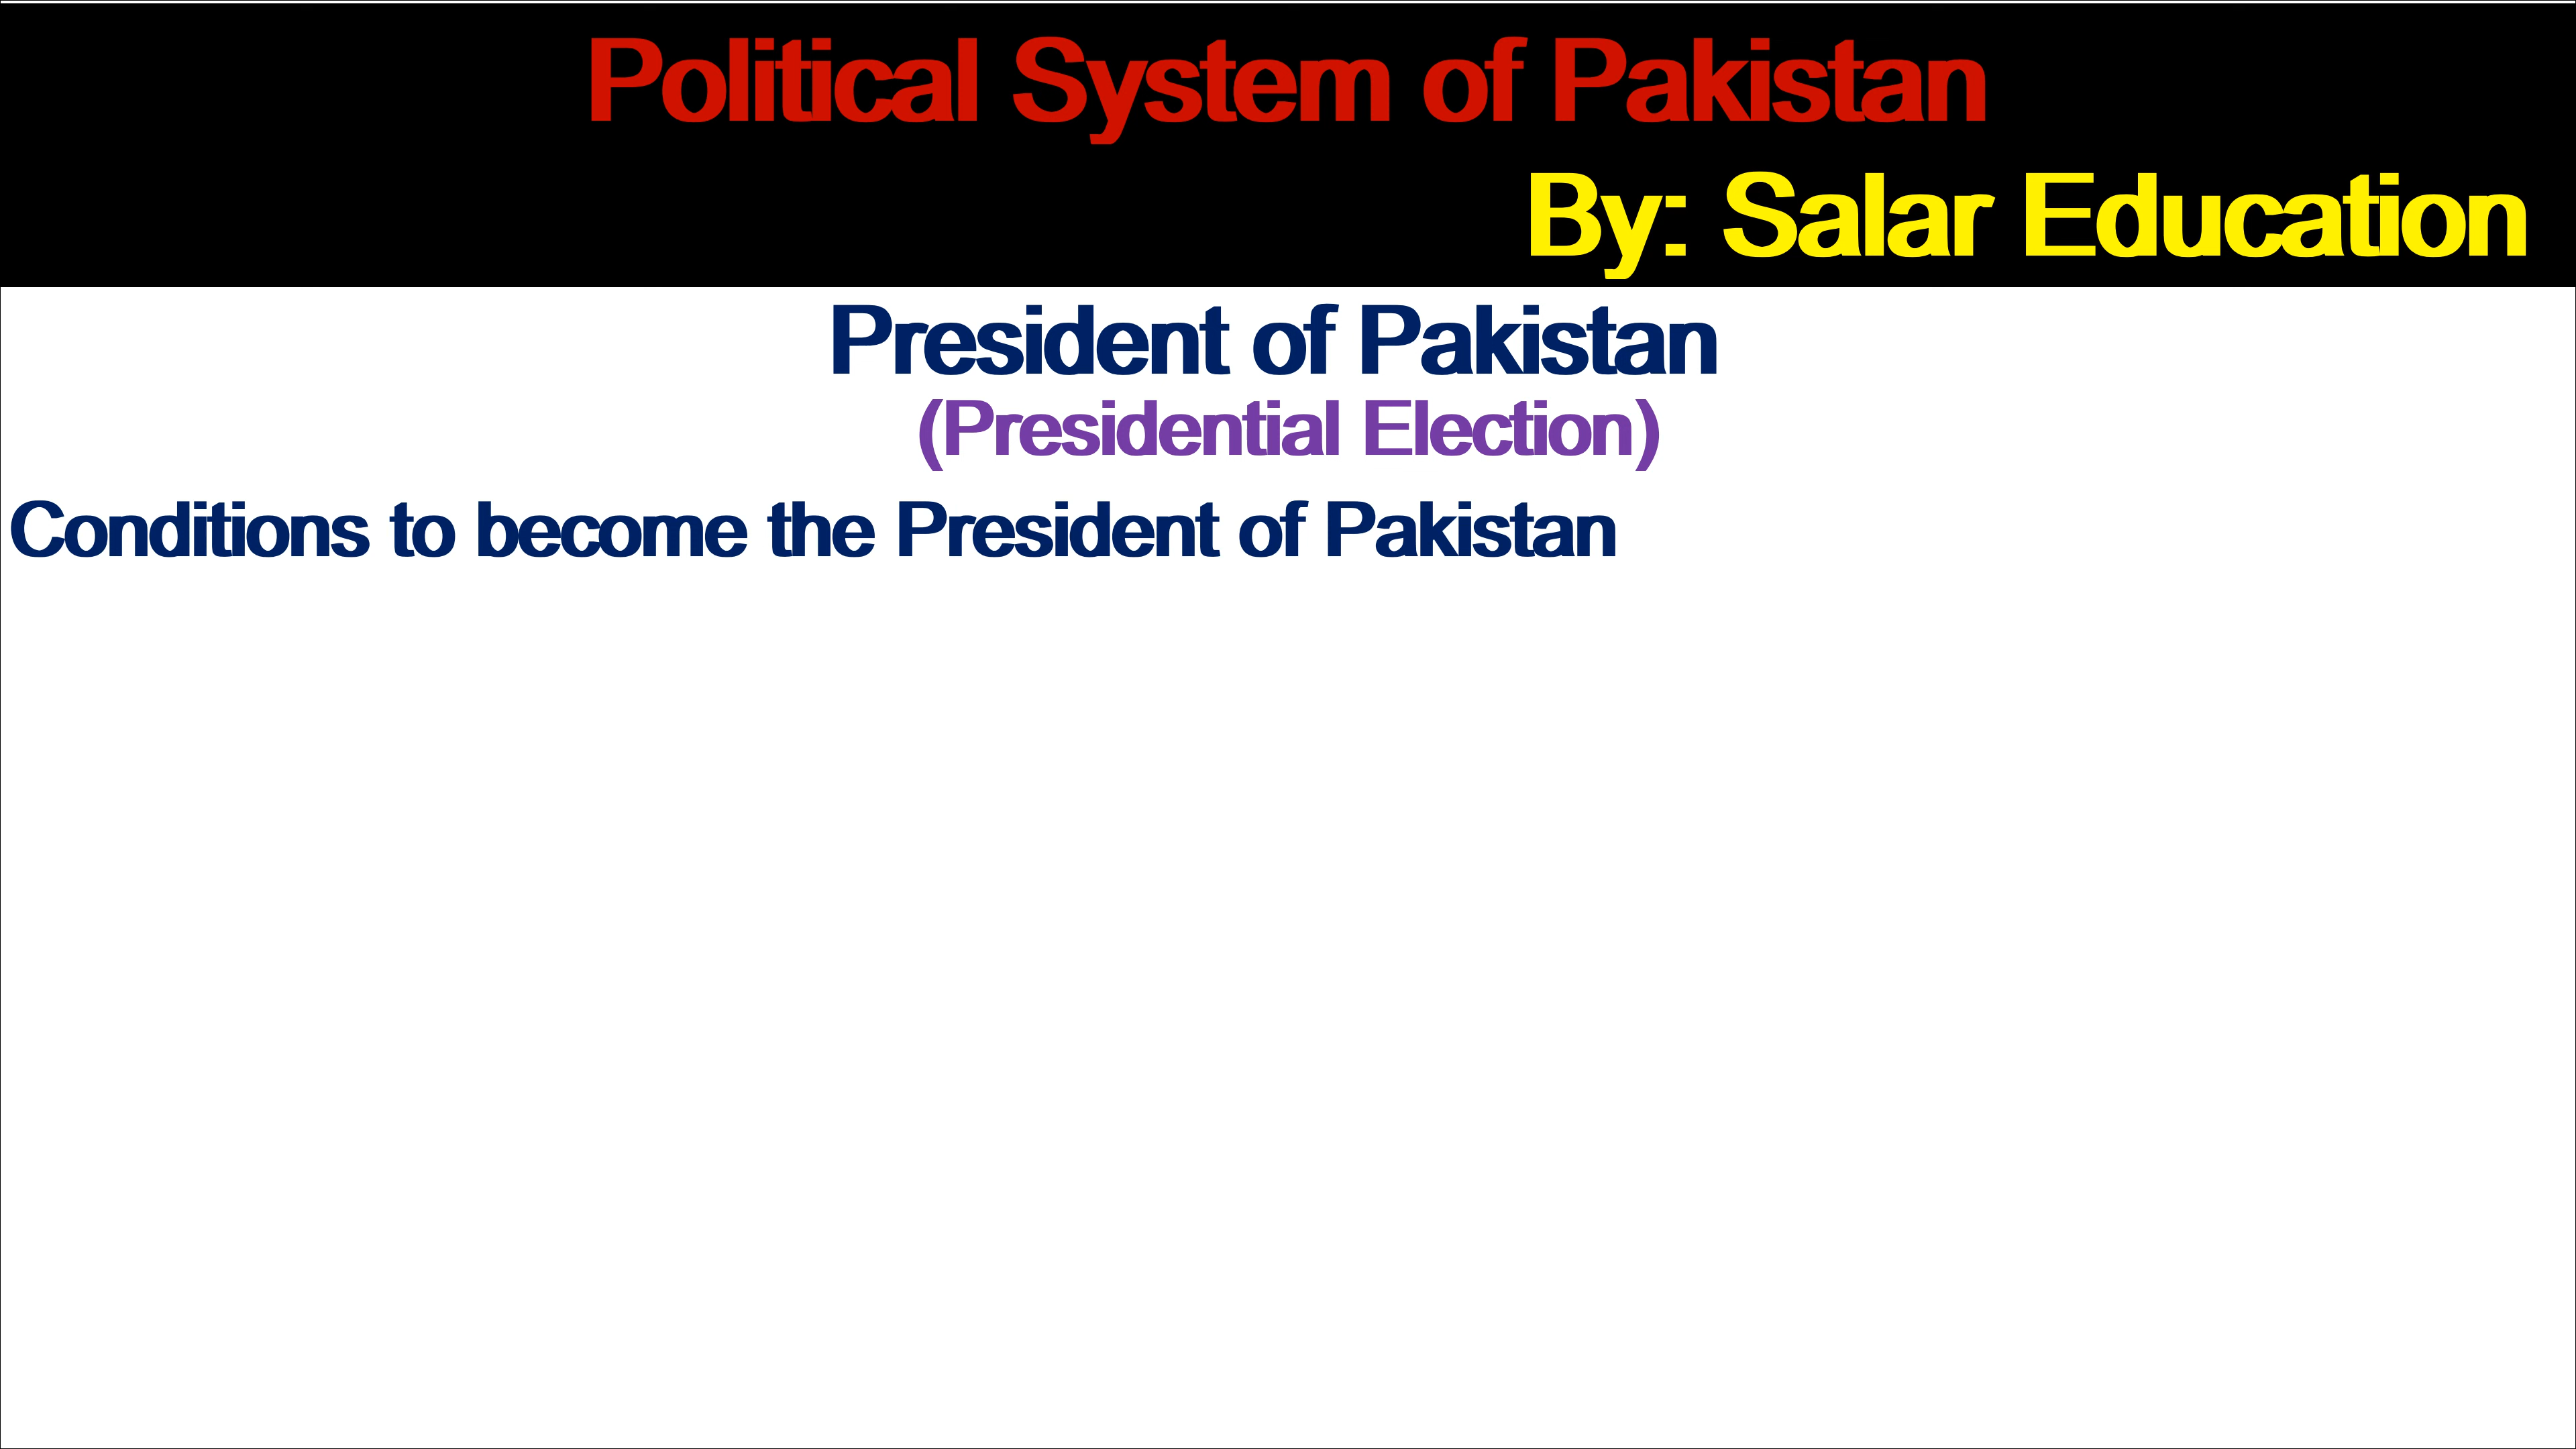 Political System of Pakistan
By: Salar Education
President of Pakistan
(Presidential Election)
Conditions to become the President of Pakistan